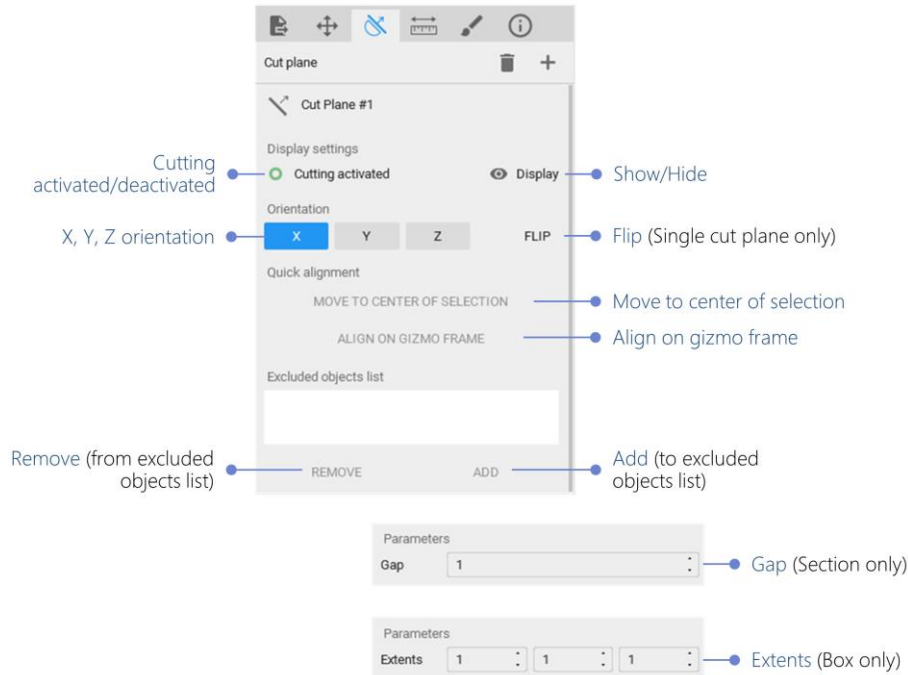 Cut plane
Cut Plane #1
Display settings
Cutting
activated/deactivated
Cutting activated
Display
Show/Hide
Orientation
X, Y, Z orientation
X Y Z
FLIP
Flip (Single cut plane only)
Quick alignment
MOVE TO CENTER OF SELECTION
Move to center of selection
ALIGN ON GIZMO FRAME
Align on gizmo frame
Excluded objects list
Remove (from excluded
objects list)
REMOVE
ADD
Add (to excluded
objects list)
Parameters
Gap 1
Gap (Section only)
Parameters
Extents 1 1 1
Extents (Box only)